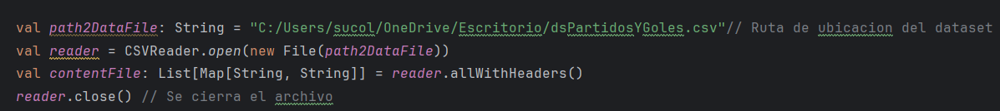 val path2DataFile: String = "C:/Users/sucol/OneDrive/Escritorio/dsPartidosYGoles.csv"// Ruta de ubicacion del dataset
val reader = CSVReader.open(new File(path2DataFile))
val contentFile: List[Map[String, String]] = reader.allWithHeaders()
reader.close() // Se cierra el archivo